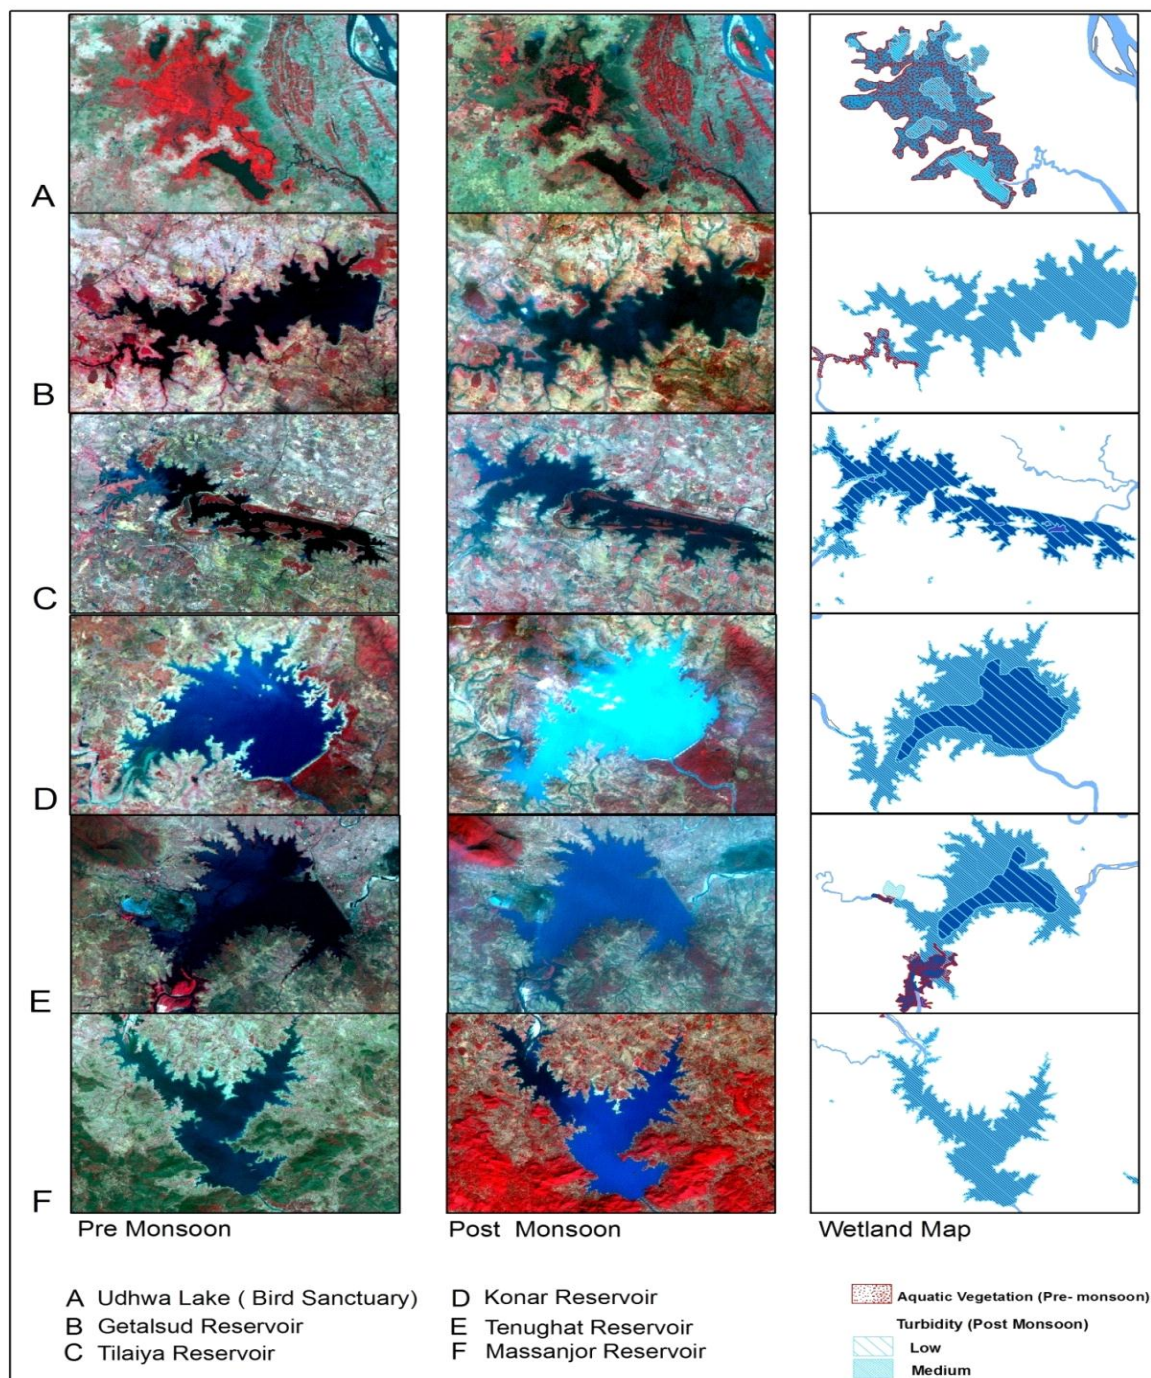 A
B
C
D
E
F
Pre Monsoon
Post Monsoon
Wetland Map
A Udhwa Lake ( Bird Sanctuary)
B Getalsud Reservoir
C Tilaiya Reservoir
D Konar Reservoir
E Tenughat Reservoir
F Massanjor Reservoir
Aquatic Vegetation (Pre- monsoon)
Turbidity (Post Monsoon)
Low
Medium